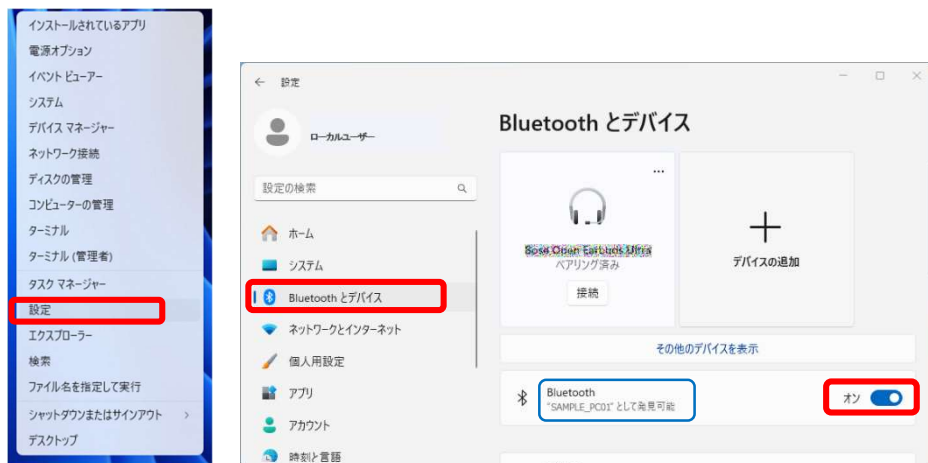 インストールされているアプリ
電源オプション
イベント ビューアー
システム
デバイス マネージャー
ネットワーク接続
ディスクの管理
コンピューターの管理
ターミナル
ターミナル (管理者)
タスク マネージャー
設定
エクスプローラー
検索
ファイル名を指定して実行
シャットダウンまたはサインアウト
デスクトップ
設定
ローカルユーザー
設定の検索
ホーム
システム
Bluetooth とデバイス
ネットワークとインターネット
個人用設定
アプリ
アカウント
時刻と言語
Bluetooth とデバイス
Bose Open Earbuds Ultra
ペアリング済み
接続
デバイスの追加
その他のデバイスを表示
Bluetooth
"SAMPLE_PC01" として発見可能
オン